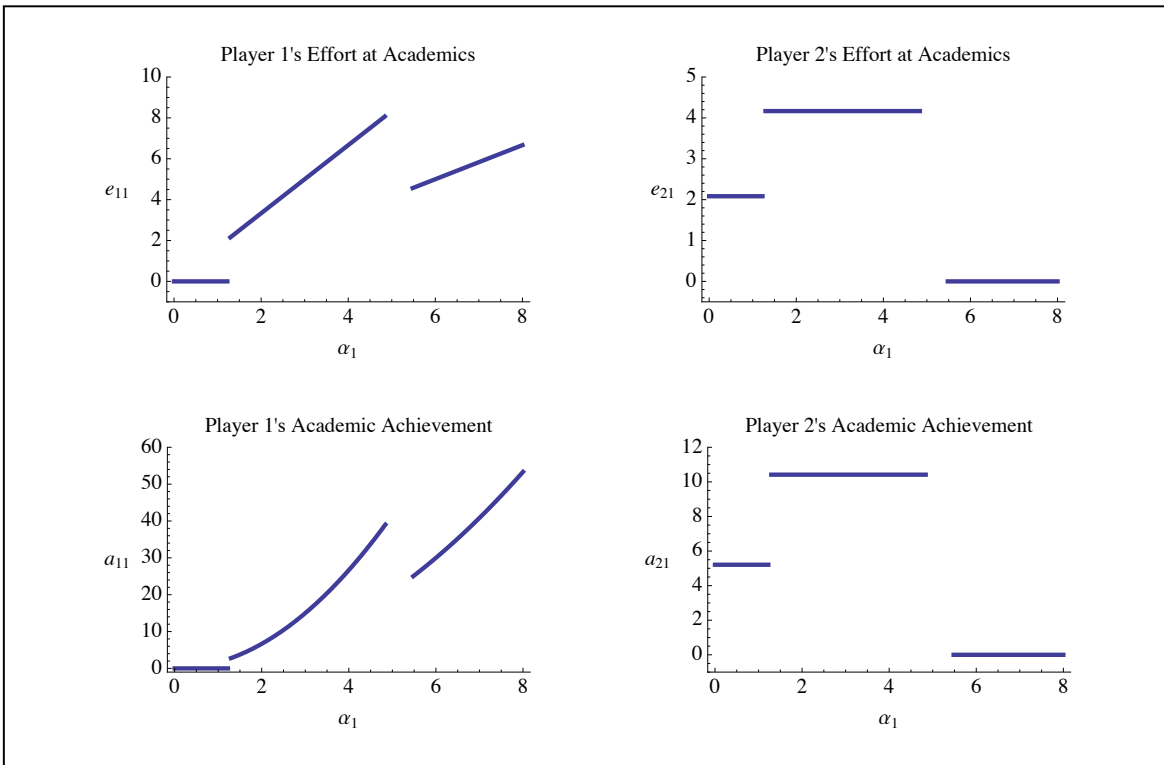 Player 1's Effort at Academics
10
8
6
4
2
0
e11
0 2 4 6 8
α1
Player 2's Effort at Academics
5
4
3
2
1
0
e21
0 2 4 6 8
α1
Player 1's Academic Achievement
60
50
40
30
20
10
0
a11
0 2 4 6 8
α1
Player 2's Academic Achievement
12
10
8
6
4
2
0
a21
0 2 4 6 8
α1